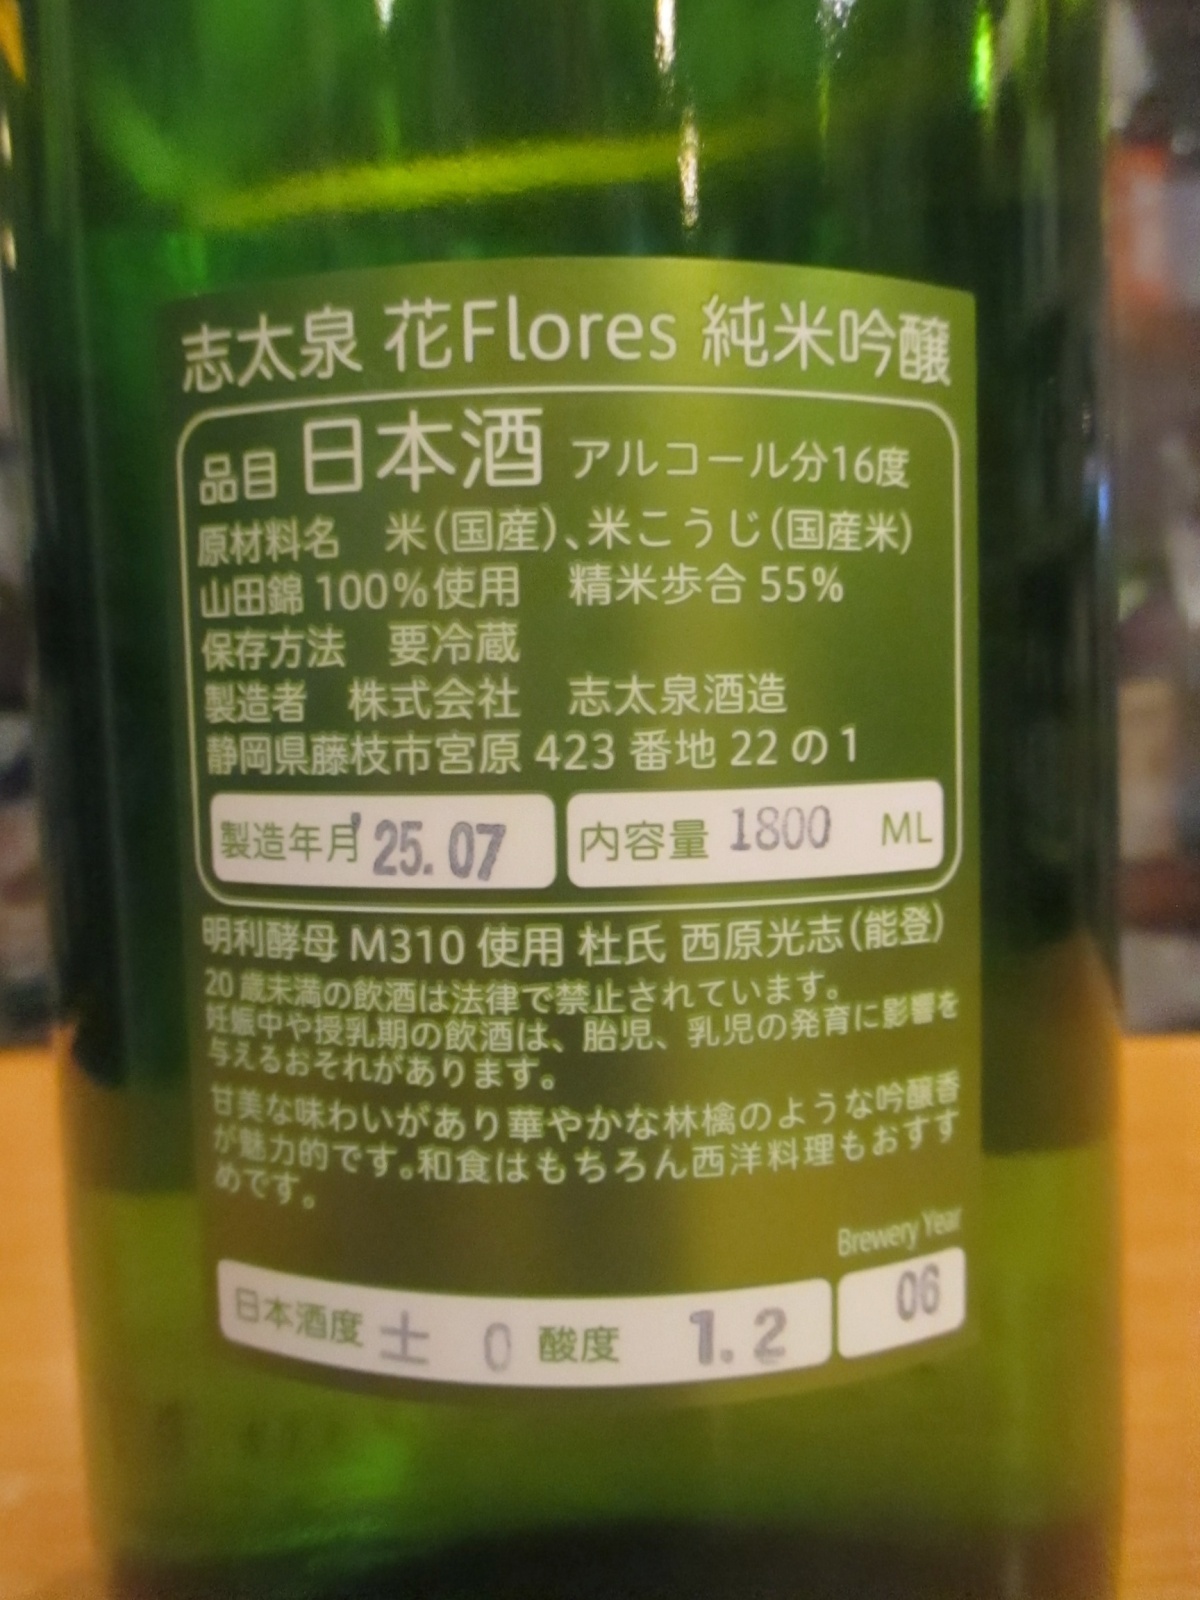 志太泉 花Flores 純米吟醸
品目 日本酒 アルコール分16度
原材料名 米(国産)、米こうじ(国産米)
山田錦 100%使用 精米歩合 55%
保存方法 要冷蔵
製造者 株式会社 志太泉酒造
静岡県藤枝市宮原 423 番地 22 の 1
製造年月 '25.07 内容量 1800 ML
明利酵母 M310 使用 杜氏 西原光志(能登)
20 歳未満の飲酒は法律で禁止されています。
妊娠中や授乳期の飲酒は、胎児、乳児の発育に影響を
与えるおそれがあります。
甘美な味わいがあり華やかな林檎のような吟醸香
が魅力的です。和食はもちろん西洋料理もおすす
めです。
Brewery Year
日本酒度 ± 0 酸度 1.2 06